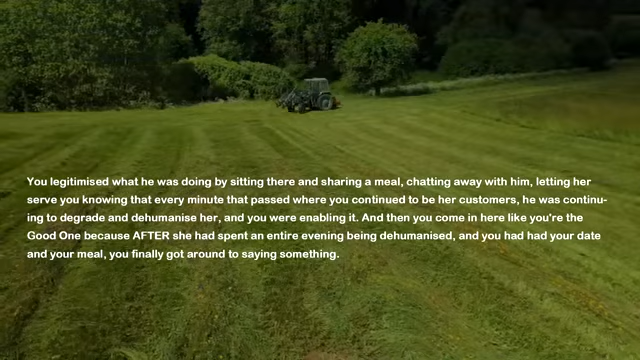 You legitimised what he was doing by sitting there and sharing a meal, chatting away with him, letting her
serve you knowing that every minute that passed where you continued to be her customers, he was continu-
ing to degrade and dehumanise her, and you were enabling it. And then you come in here like you're the
Good One because AFTER she had spent an entire evening being dehumanised, and you had had your date
and your meal, you finally got around to saying something.